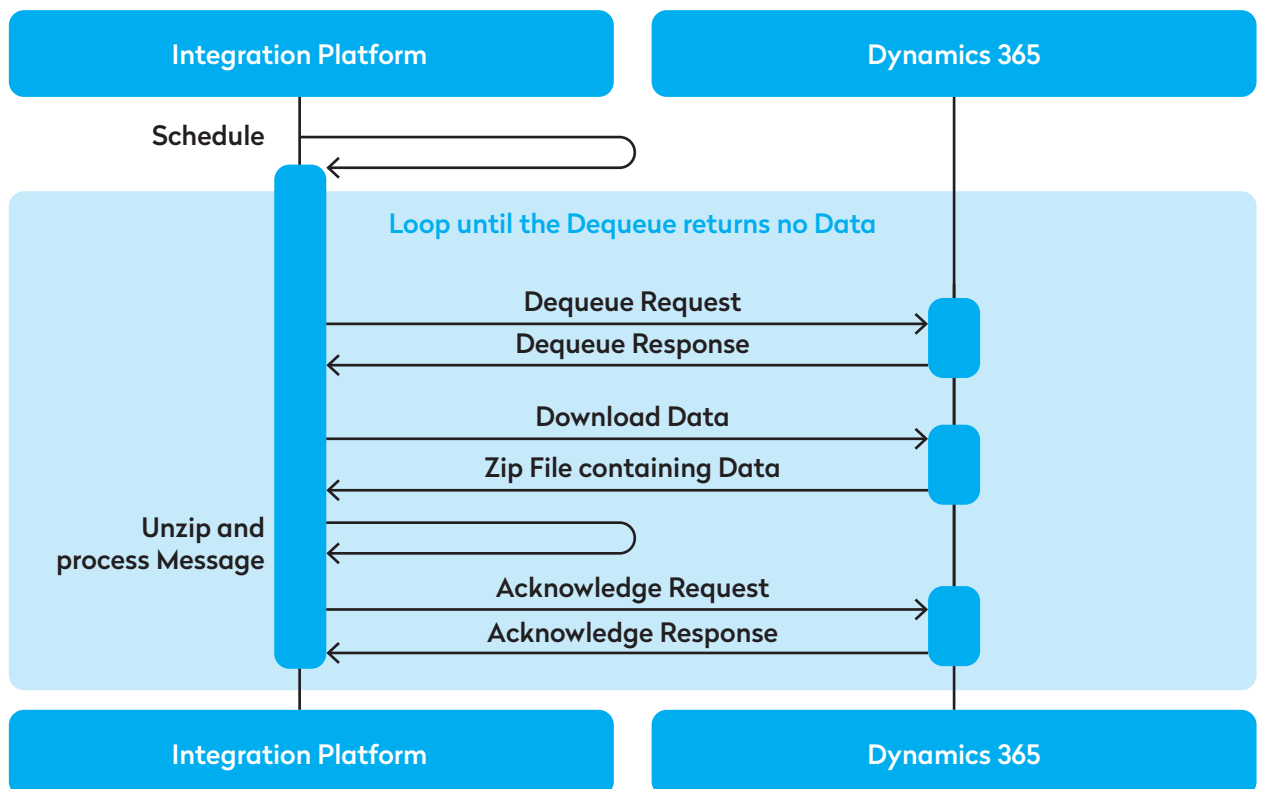 Integration Platform
Dynamics 365
Schedule
Loop until the Dequeue returns no Data
Dequeue Request
Dequeue Response
Download Data
Zip File containing Data
Unzip and
process Message
Acknowledge Request
Acknowledge Response
Integration Platform
Dynamics 365